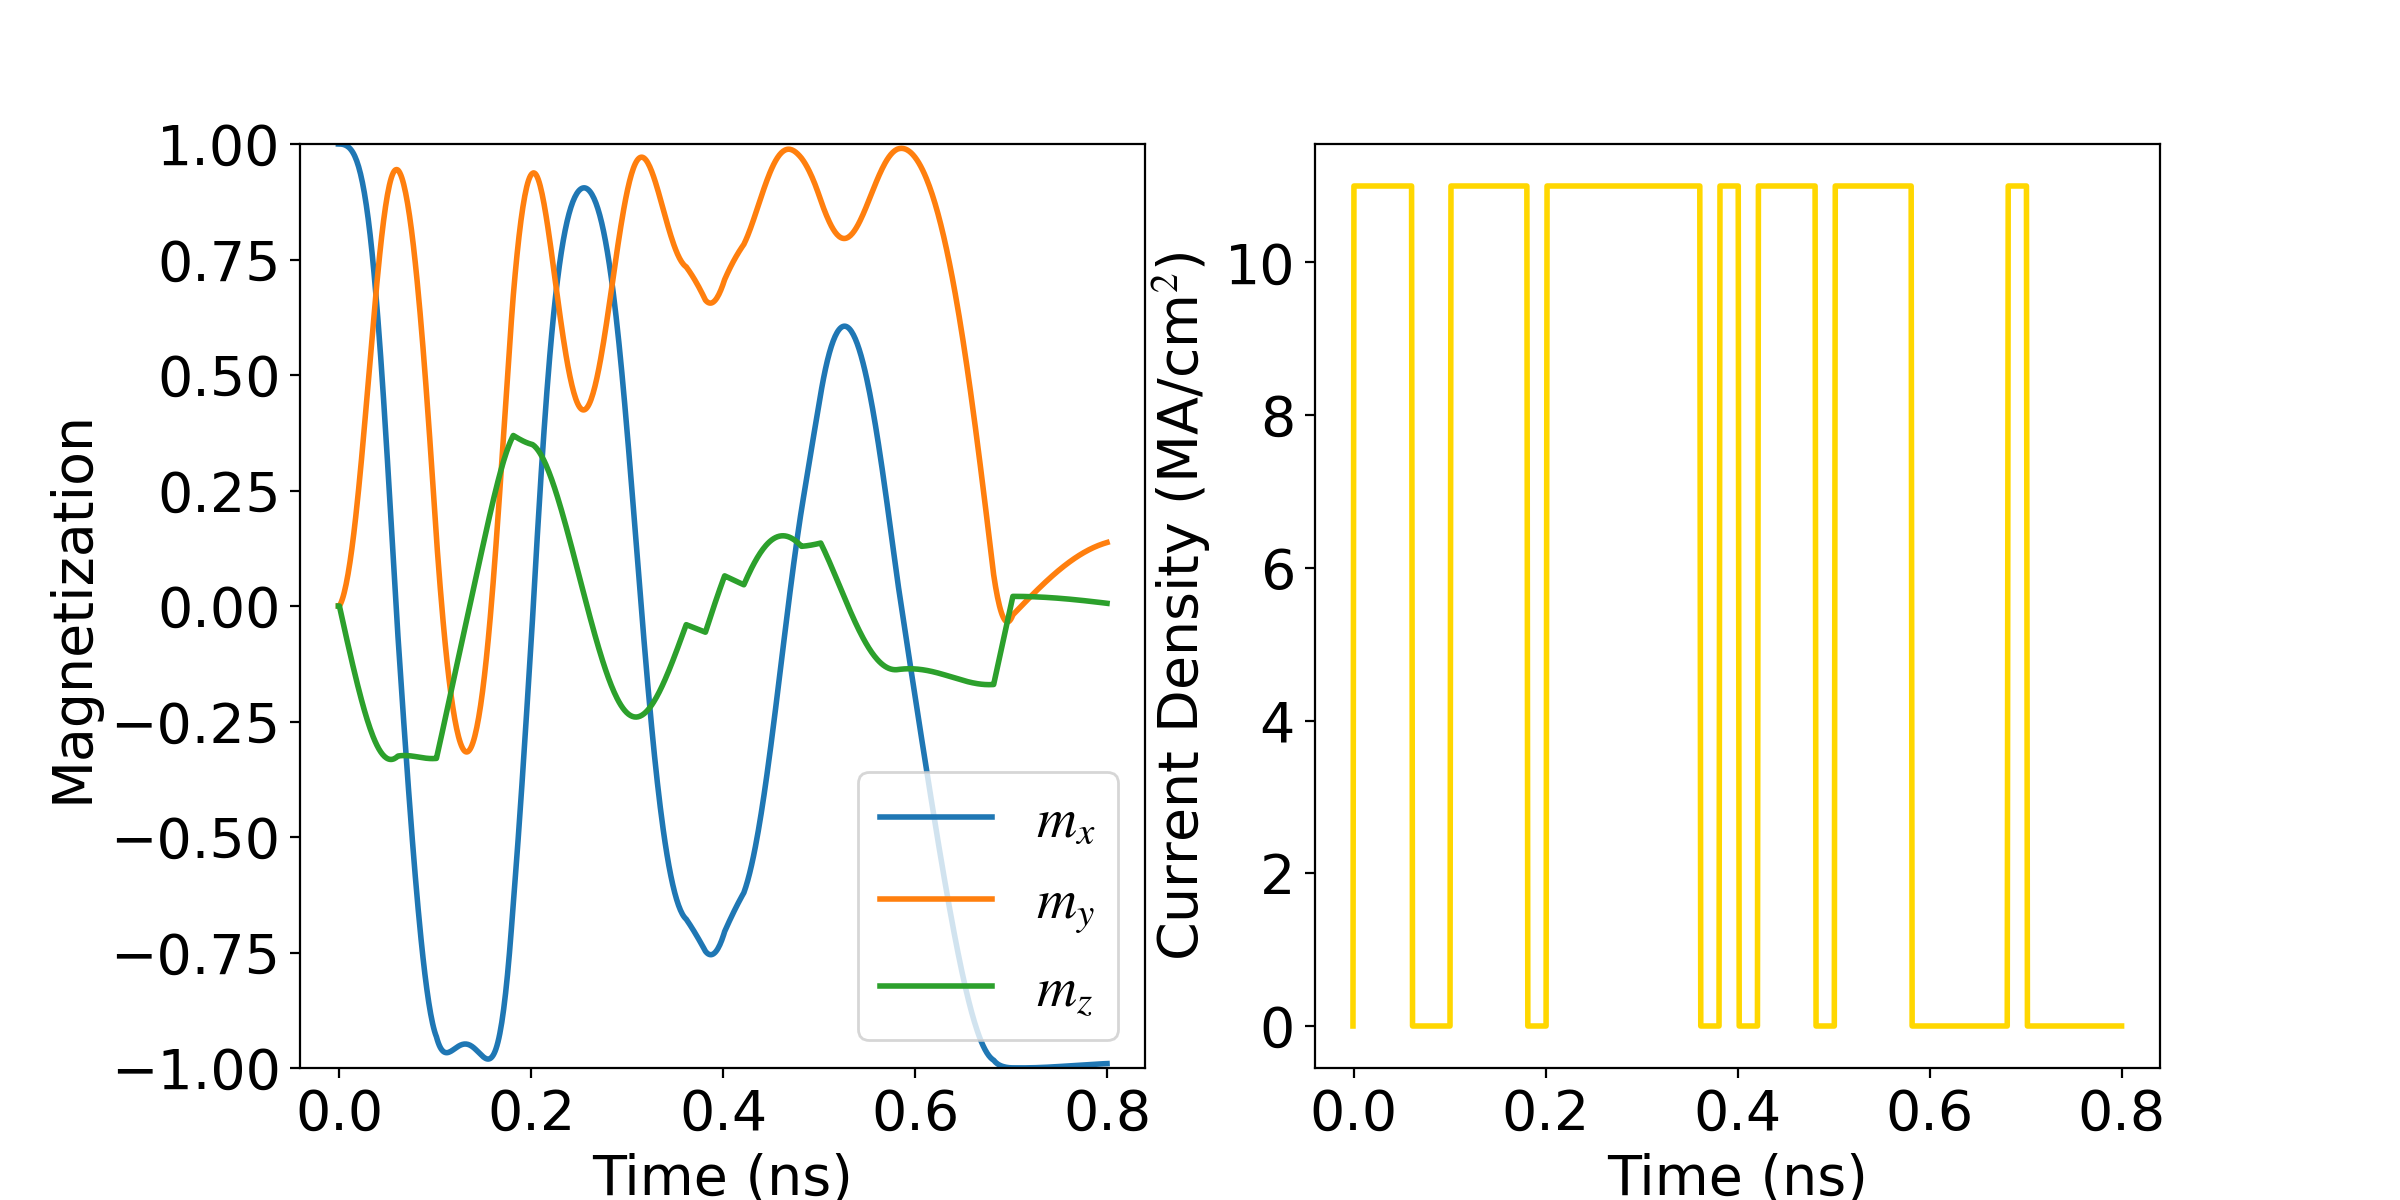 Magnetization
1.00
0.75
0.50
0.25
0.00
−0.25
−0.50
−0.75
−1.00
0.0 0.2 0.4 0.6 0.8
Time (ns)
m_x
m_y
m_z
Current Density (MA/cm²)
10
8
6
4
2
0
0.0 0.2 0.4 0.6 0.8
Time (ns)